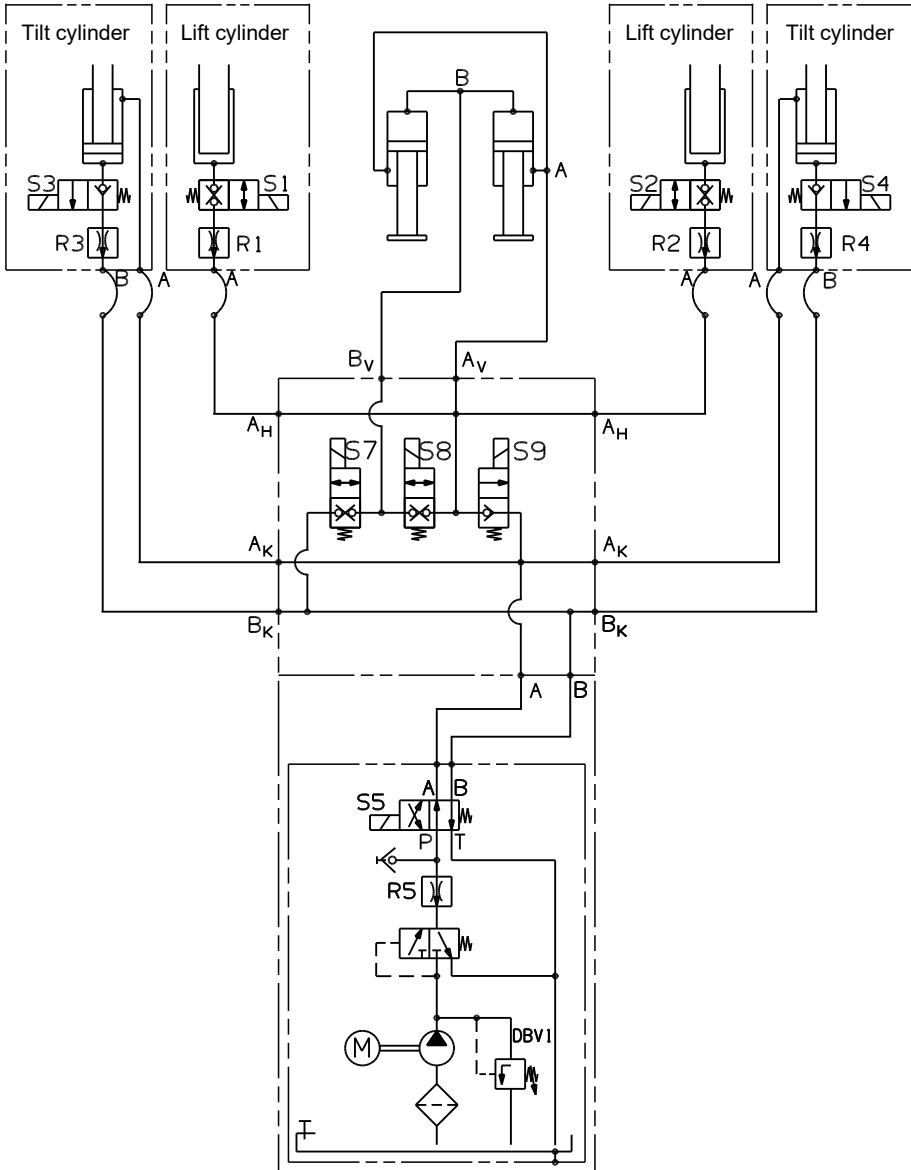 Tilt cylinder Lift cylinder Lift cylinder Tilt cylinder
B
A
S3 S1 S2 S4
R3 R1 R2 R4
B A A A A B
BV AV
AH AH
S7 S8 S9
AK AK
BK BK
A B
A B
S5
P T
R5
DBV1
M
T